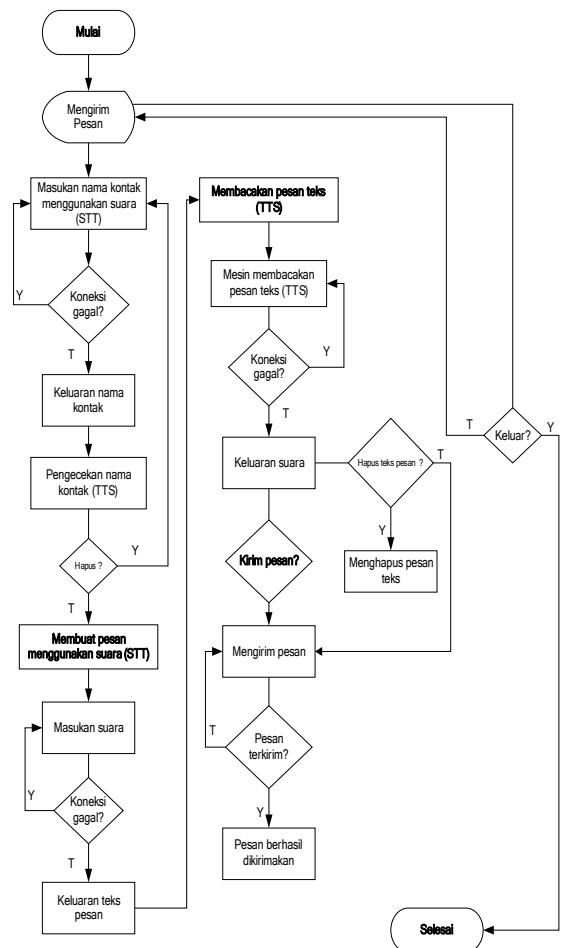 Mulai
Mengirim
Pesan
Masukan nama kontak
menggunakan suara
(STT)
Y
Koneksi
gagal?
T
Keluaran nama
kontak
Pengecekan nama
kontak (TTS)
Hapus ?
Y
T
Membuat pesan
menggunakan suara (STT)
Masukan suara
Y
Koneksi
gagal?
T
Keluaran teks
pesan
Membacakan pesan teks
(TTS)
Mesin membacakan
pesan teks (TTS)
Koneksi
gagal?
Y
T
Keluaran suara
Hapus teks pesan ?
T
Y
Menghapus pesan
teks
Kirim pesan?
Mengirim pesan
T
Pesan
terkirim?
Y
Pesan berhasil
dikirimakan
T
Keluar?
Y
Selesai